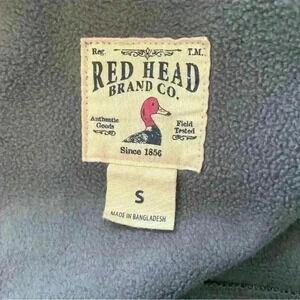 Reg. T.M.
RED HEAD
BRAND CO.
Authentic Goods
Field Tested
Since 1856
S
MADE IN BANGLADESH